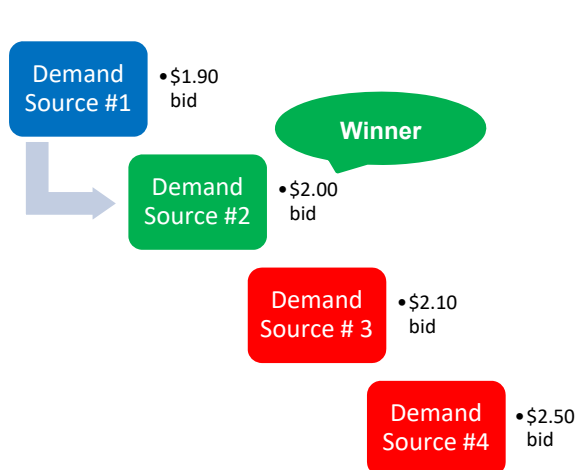 Demand
Source #1
•$1.90
bid
Winner
Demand
Source #2
•$2.00
bid
Demand
Source # 3
•$2.10
bid
Demand
Source #4
•$2.50
bid